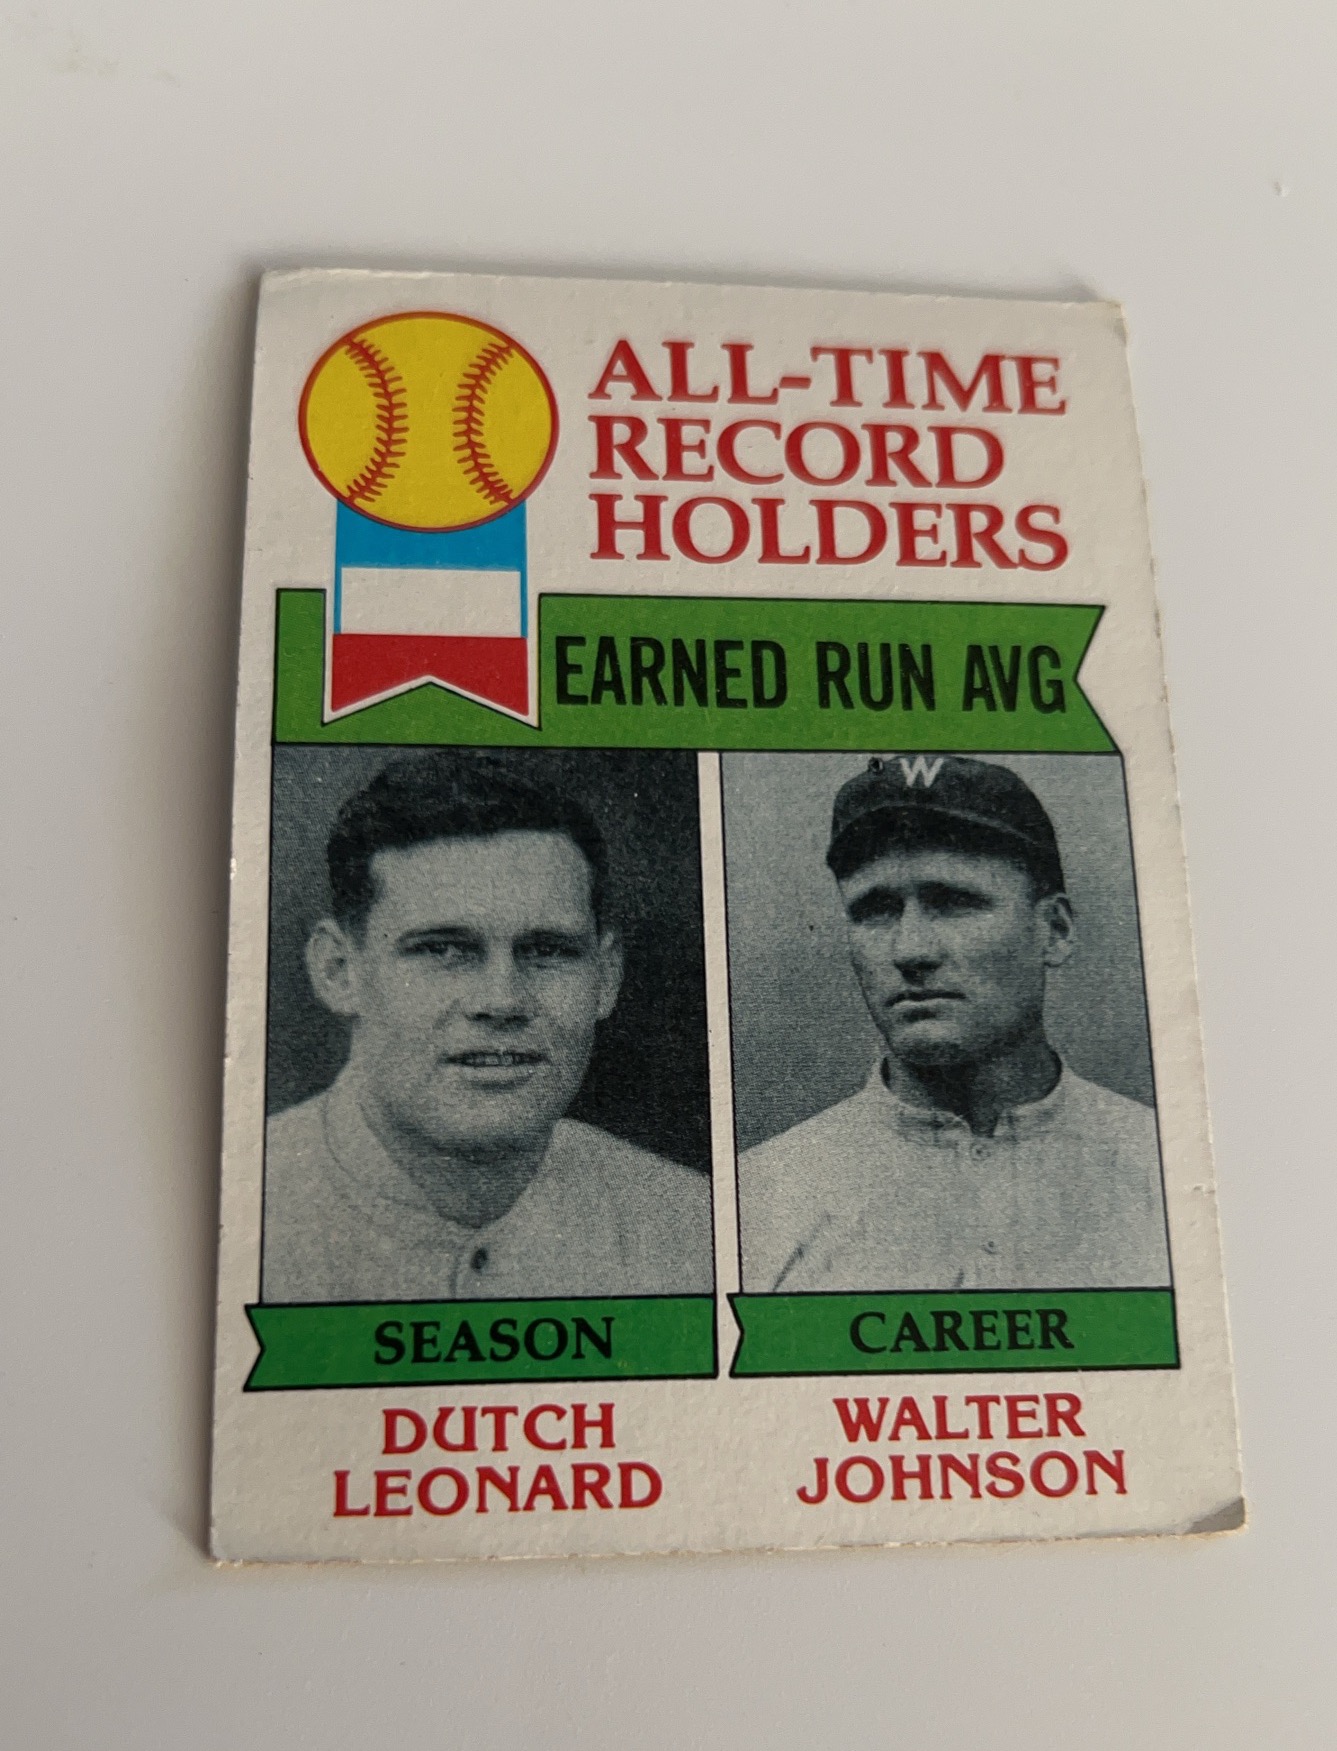 ALL-TIME
RECORD
HOLDERS
EARNED RUN AVG
W
SEASON
CAREER
DUTCH
LEONARD
WALTER
JOHNSON